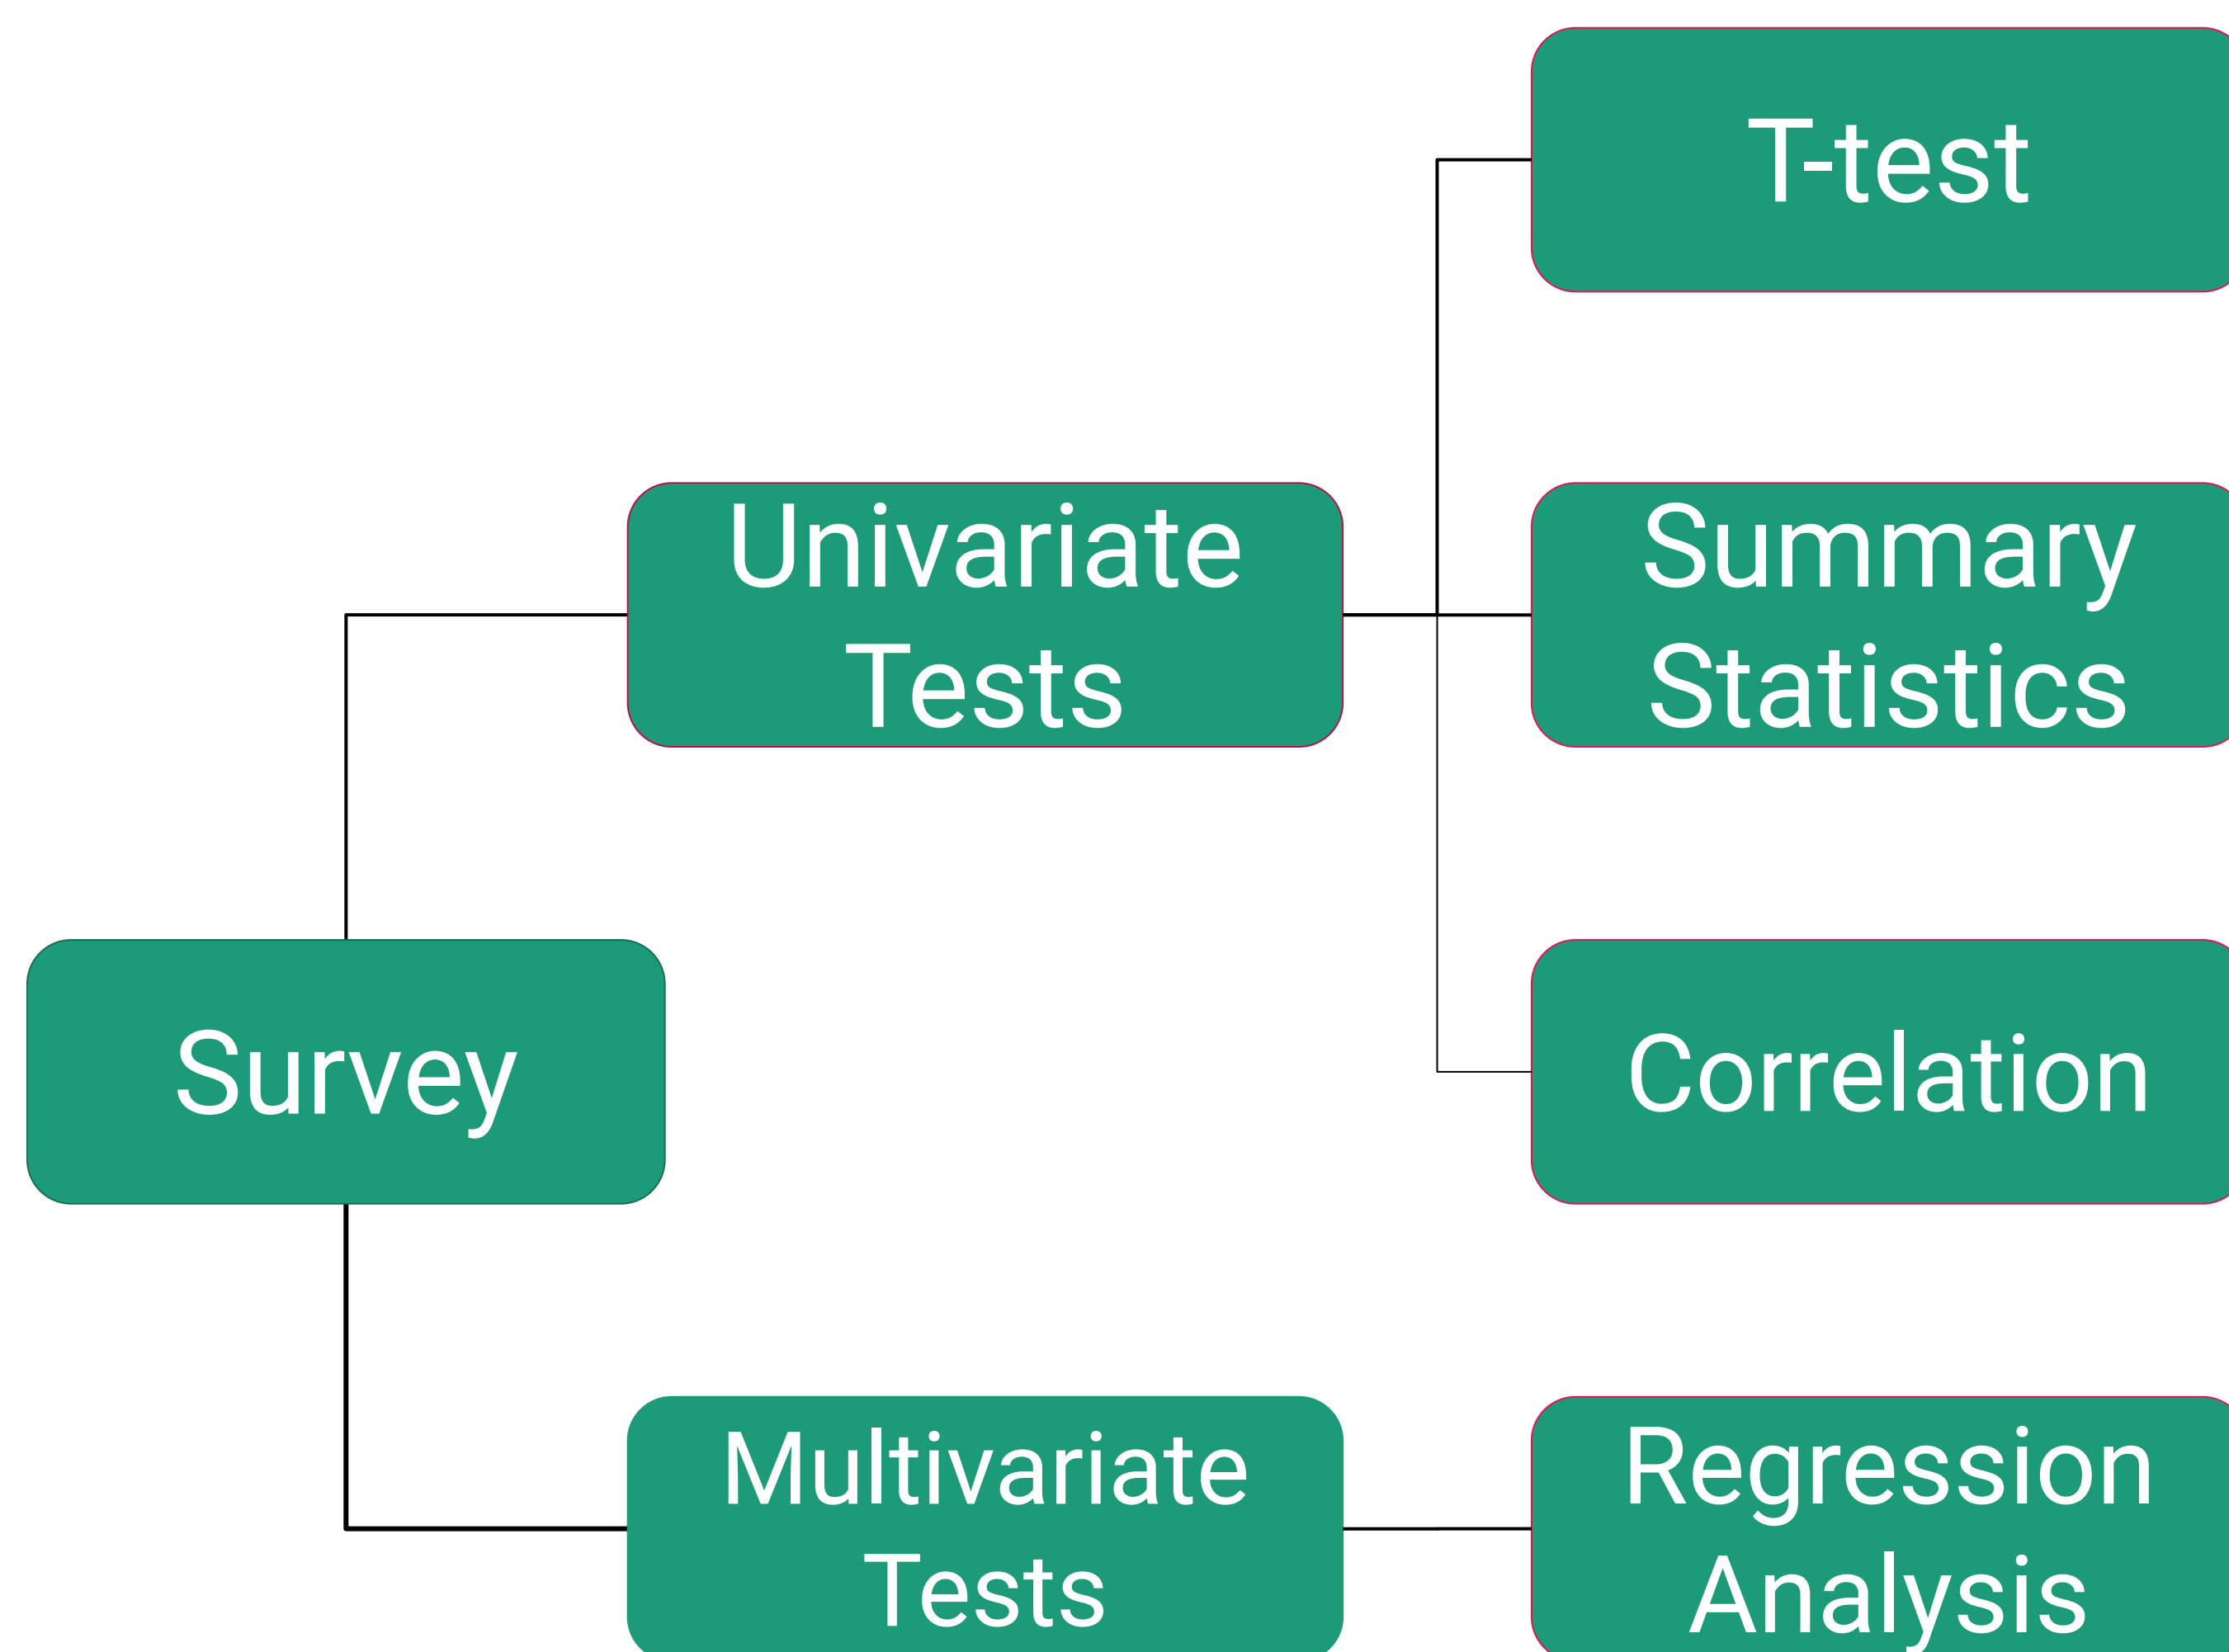 T-test
Univariate
Tests
Summary
Statistics
Survey
Correlation
Multivariate
Tests
Regression
Analysis